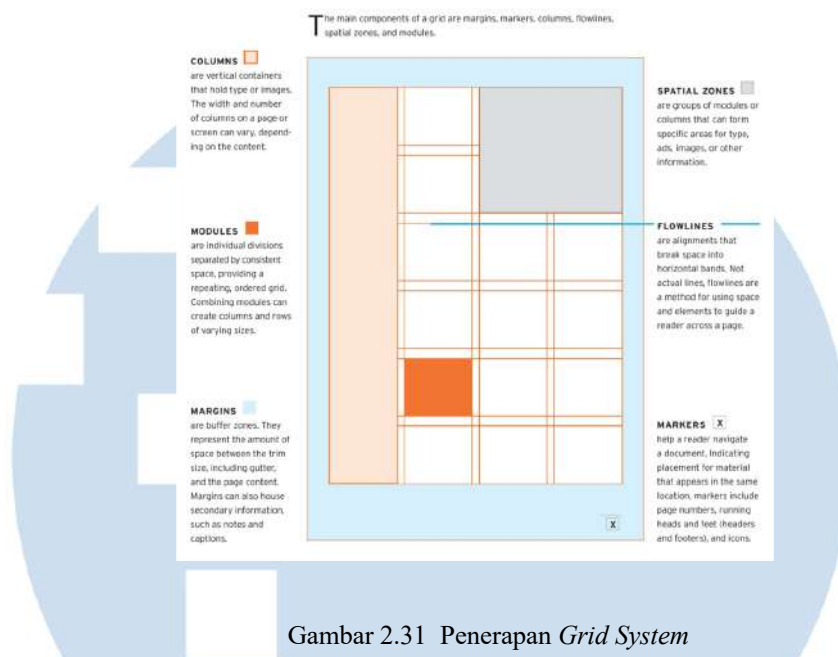 The main components of a grid are margins, markers, columns, flowlines,
spatial zones, and modules.
COLUMNS
are vertical containers
that hold type or images.
The width and number
of columns on a page or
screen can vary, depend-
ing on the content.
MODULES
are individual divisions
separated by consistent
space, providing a
repeating, ordered grid.
Combining modules can
create columns and rows
of varying sizes.
MARGINS
are buffer zones. They
represent the amount of
space between the trim
size, including gutter,
and the page content.
Margins can also house
secondary information,
such as notes and
captions.
SPATIAL ZONES
are groups of modules or
columns that can form
specific areas for type,
ads, images, or other
information.
FLOWLINES
are alignments that
break space into
horizontal bands. Not
actual lines, flowlines are
a method for using space
and elements to guide a
reader across a page.
MARKERS X
help a reader navigate
a document. Indicating
placement for material
that appears in the same
location, markers include
page numbers, running
heads and feet (headers
and footers), and icons.
X
Gambar 2.31 Penerapan Grid System